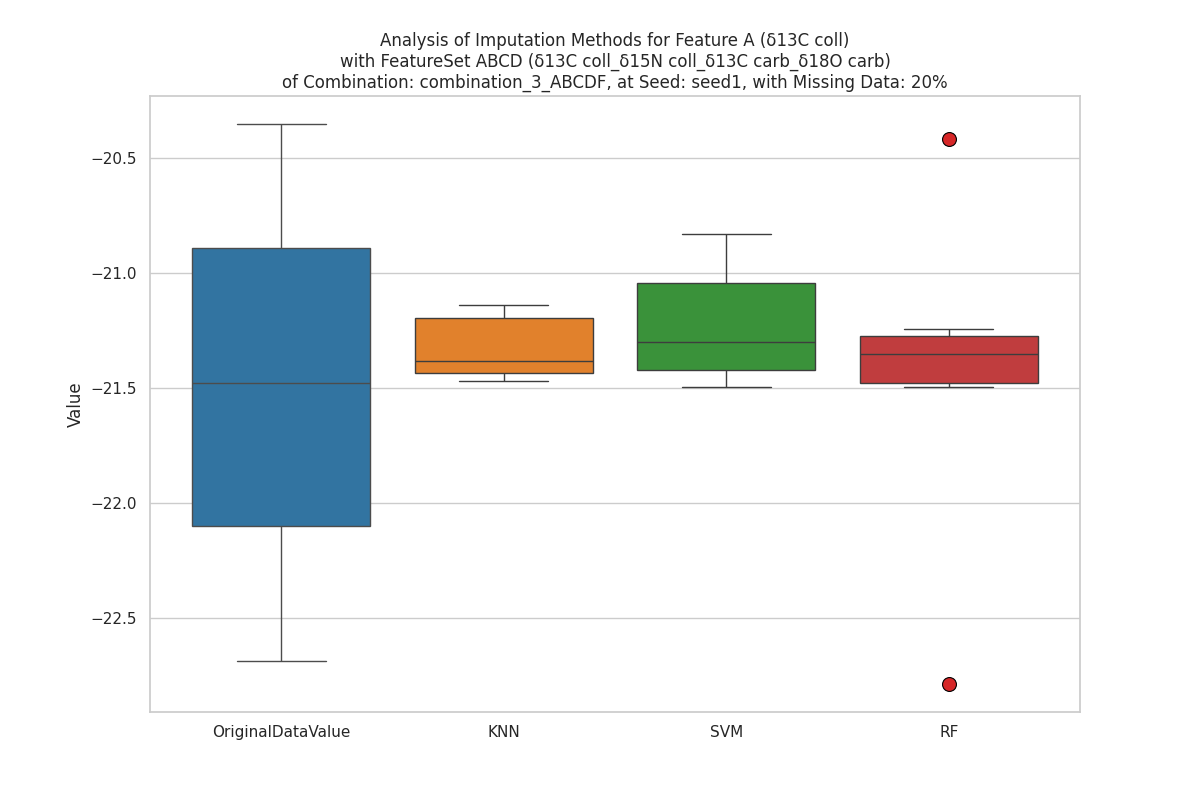 Analysis of Imputation Methods for Feature A (δ13C coll)
with FeatureSet ABCD (δ13C coll_δ15N coll_δ13C carb_δ18O carb)
of Combination: combination_3_ABCDF, at Seed: seed1, with Missing Data: 20%
−20.5
−21.0
−21.5
−22.0
−22.5
Value
OriginalDataValue
KNN
SVM
RF